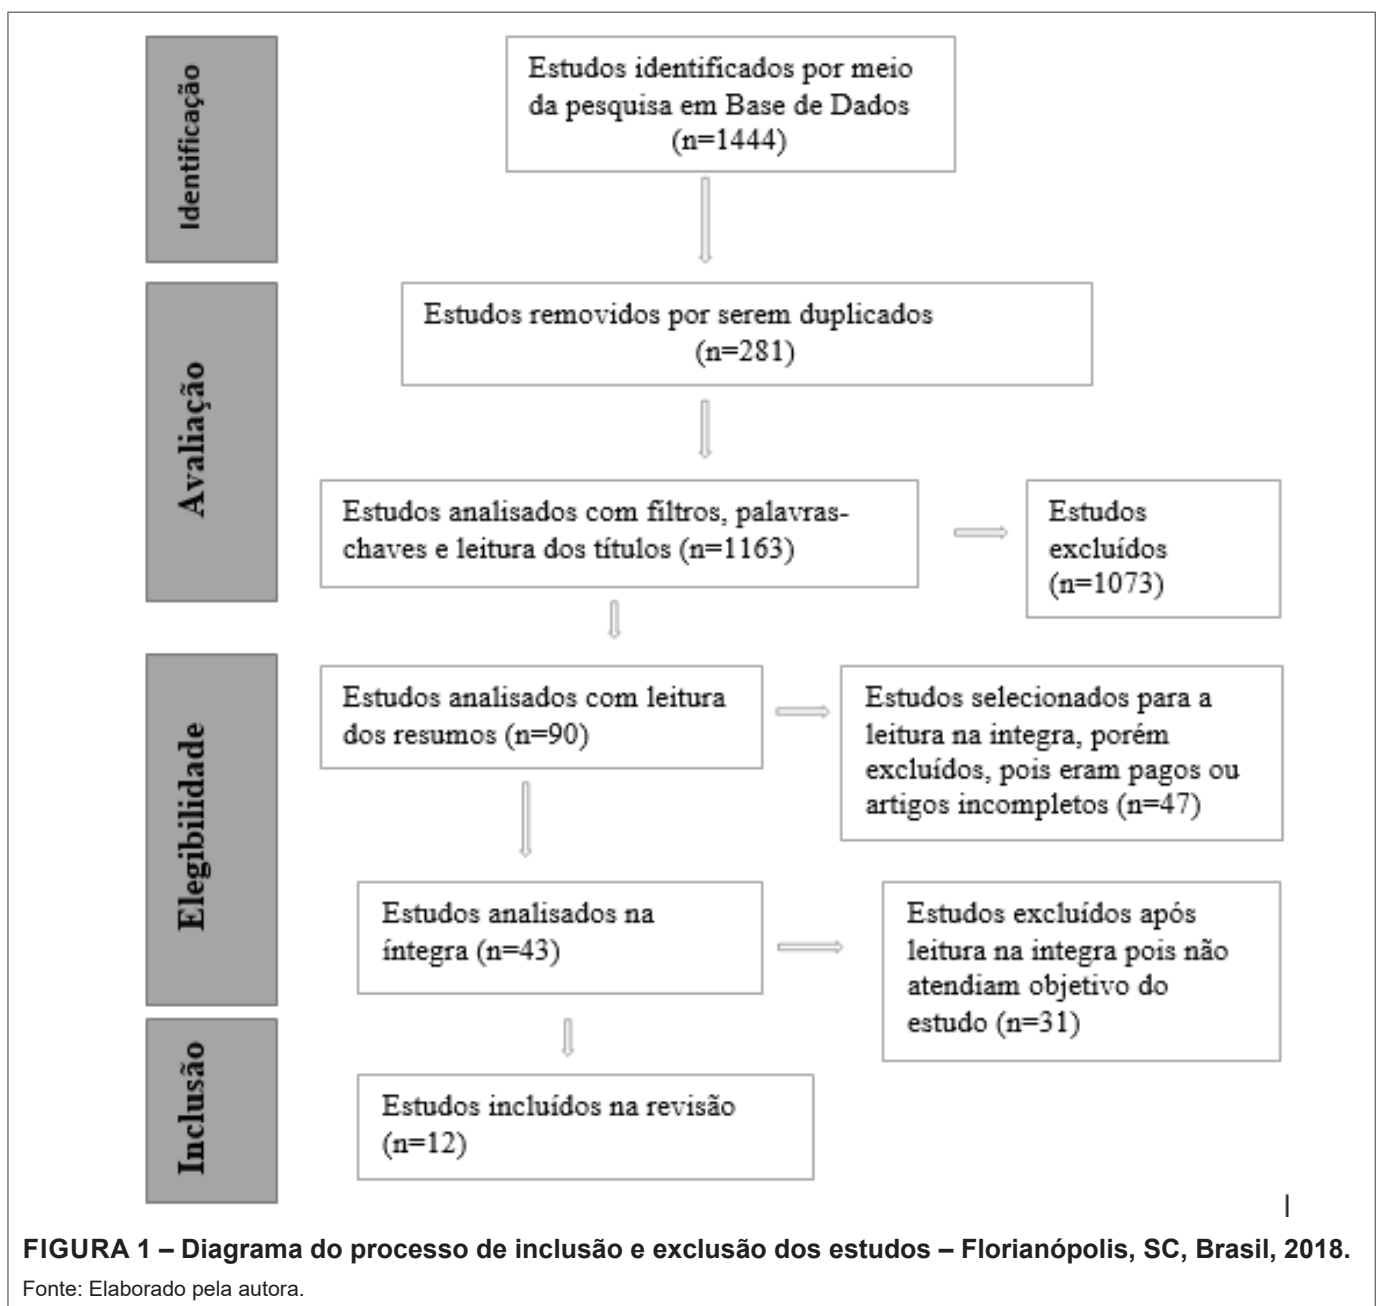 Identificação
Estudos identificados por meio
da pesquisa em Base de Dados
(n=1444)
Avaliação
Estudos removidos por serem duplicados
(n=281)
Estudos analisados com filtros, palavras-
chaves e leitura dos títulos (n=1163)
Estudos
excluídos
(n=1073)
Elegibilidade
Estudos analisados com leitura
dos resumos (n=90)
Estudos selecionados para a
leitura na integra, porém
excluídos, pois eram pagos ou
artigos incompletos (n=47)
Estudos analisados na
íntegra (n=43)
Estudos excluídos após
leitura na integra pois não
atendiam objetivo do
estudo (n=31)
Inclusão
Estudos incluídos na revisão
(n=12)
FIGURA 1 – Diagrama do processo de inclusão e exclusão dos estudos – Florianópolis, SC, Brasil, 2018.
Fonte: Elaborado pela autora.